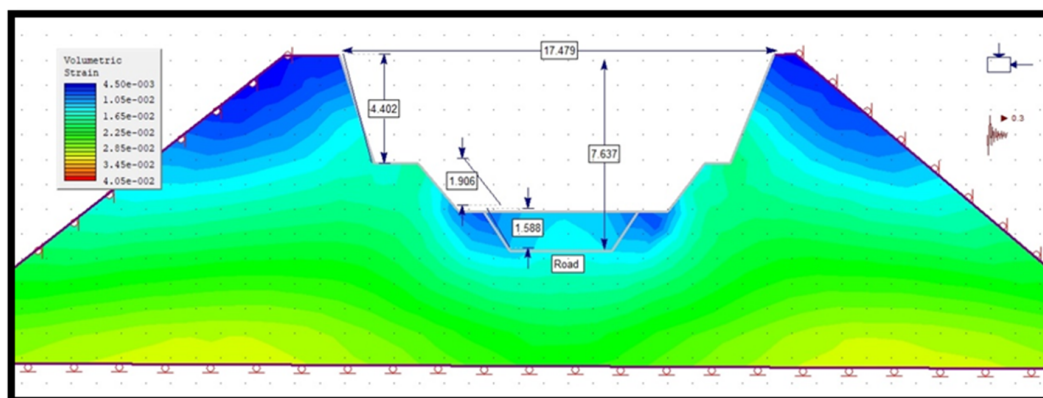 17.479
Volumetric
Strain
4.50e-003
1.05e-002
1.65e-002
2.25e-002
2.85e-002
3.45e-002
4.05e-002
4.402
7.637
1.906
1.588
Road
0.3